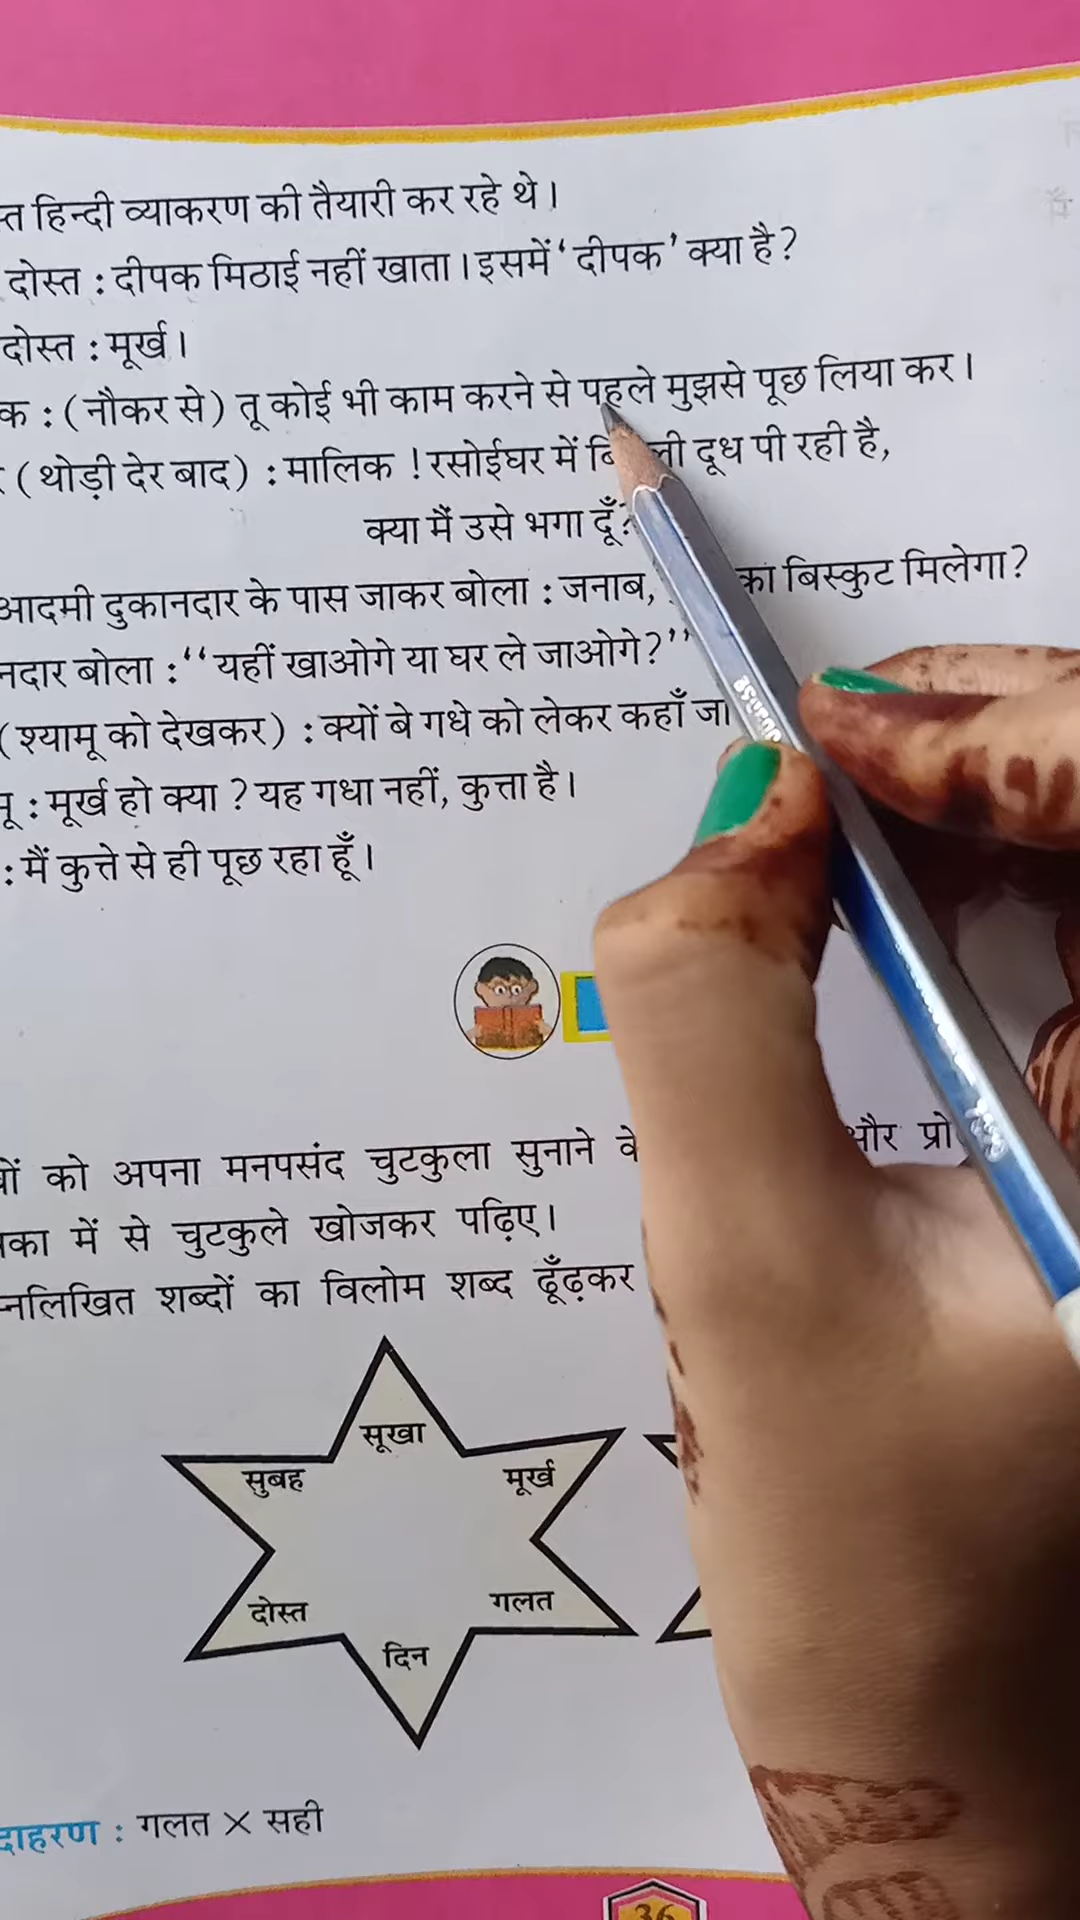 हिन्दी व्याकरण की तैयारी कर रहे थे।
दोस्त : दीपक मिठाई नहीं खाता। इसमें ‘दीपक’ क्या है?
दोस्त : मूर्ख।
क : (नौकर से) तू कोई भी काम करने से पहले मुझसे पूछ लिया कर।
(थोड़ी देर बाद) : मालिक ! रसोईघर में दूध पी रही है,
क्या मैं उसे भगा दूँ?
आदमी दुकानदार के पास जाकर बोला : जनाब, का बिस्कुट मिलेगा?
नदार बोला : ‘‘यहीं खाओगे या घर ले जाओगे?’’
(श्यामू को देखकर) : क्यों बे गधे को लेकर कहाँ जा
मू : मूर्ख हो क्या ? यह गधा नहीं, कुत्ता है।
: मैं कुत्ते से ही पूछ रहा हूँ।
को अपना मनपसंद चुटकुला सुनाने के और प्रो
का में से चुटकुले खोजकर पढ़िए।
नलिखित शब्दों का विलोम शब्द ढूँढ़कर
सूखा
सुबह
मूर्ख
दोस्त
गलत
दिन
दाहरण : गलत × सही
36